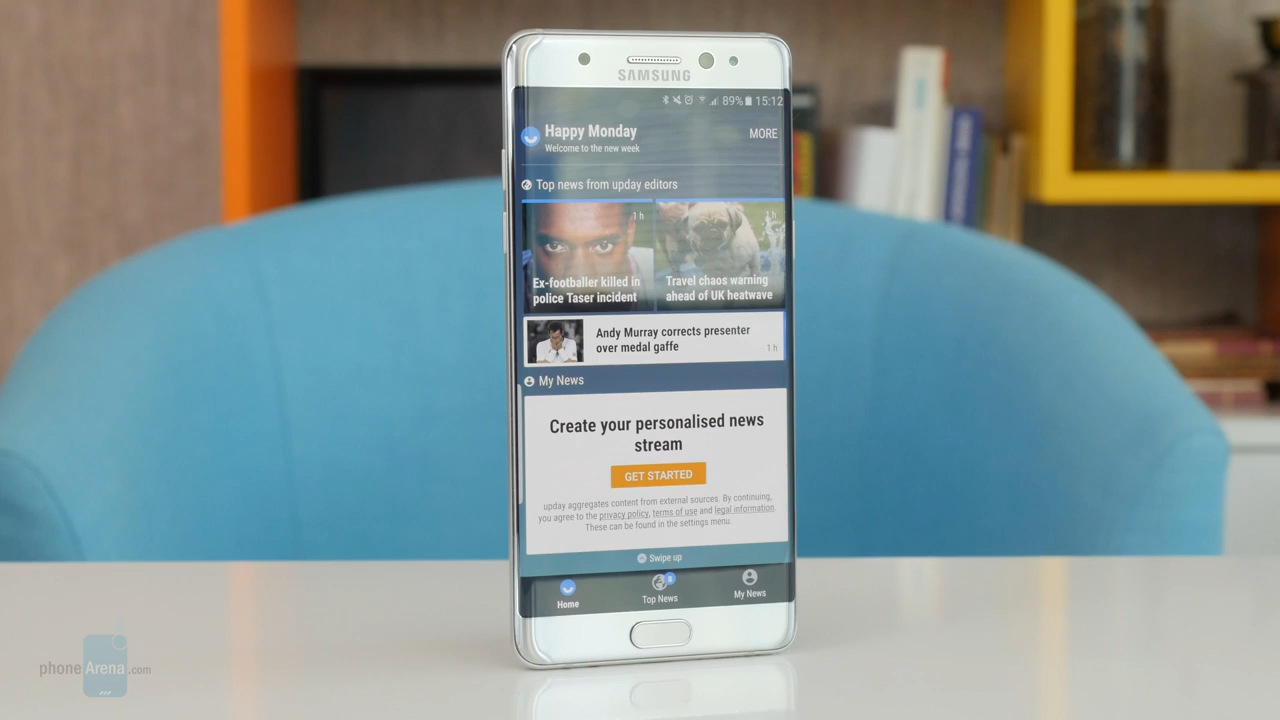 SAMSUNG
89% 15:12
Happy Monday
MORE
Welcome to the new week
Top news from upday editors
1 h
Ex-footballer killed in
police Taser incident
1 h
Travel chaos warning
ahead of UK heatwave
Andy Murray corrects presenter
over medal gaffe
1 h
My News
Create your personalised news
stream
GET STARTED
upday aggregates content from external sources. By continuing,
you agree to the privacy policy, terms of use and legal information.
These can be found in the settings menu.
Swipe up
Home
Top News
My News
phoneArena.com